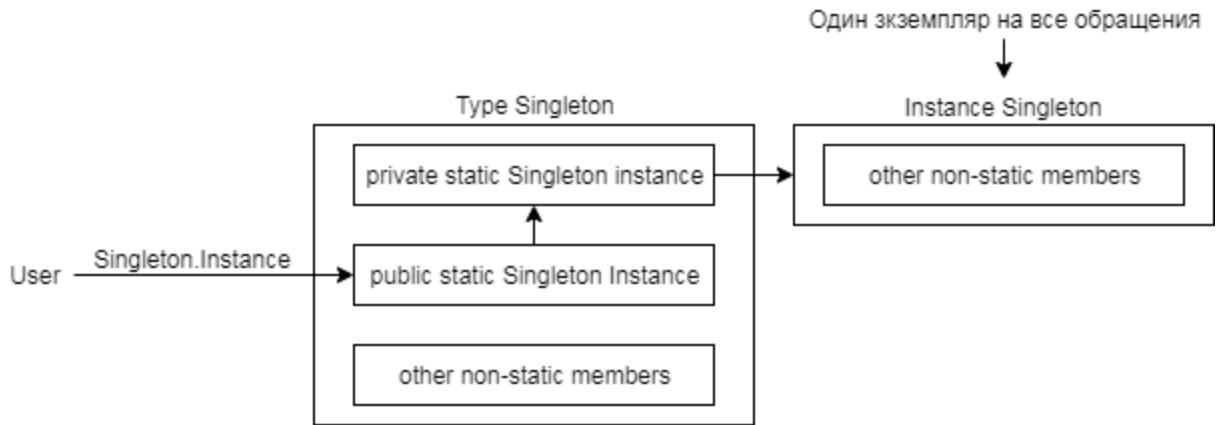 Один зкземпляр на все обращения
Type Singleton
Instance Singleton
private static Singleton instance
other non-static members
User
Singleton.Instance
public static Singleton Instance
other non-static members